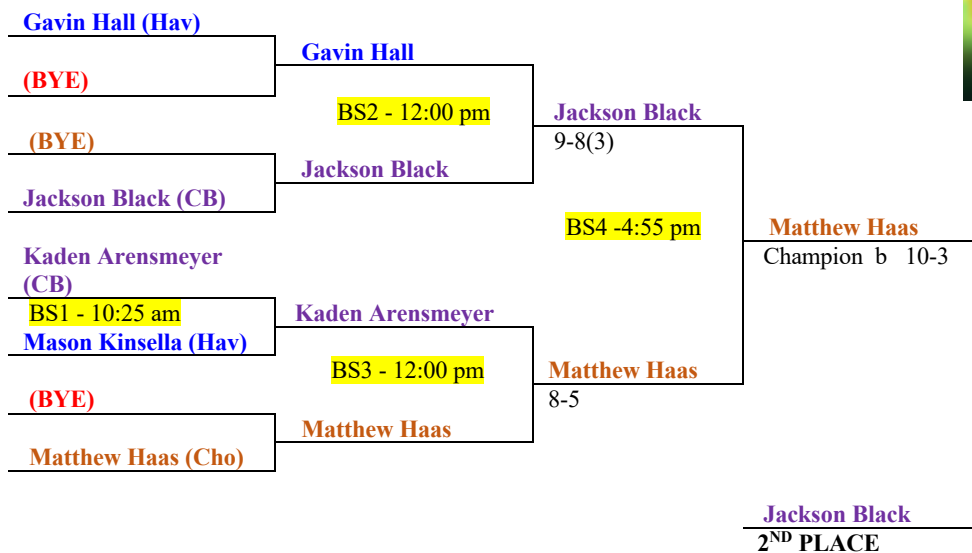 Gavin Hall (Hav)
Gavin Hall
(BYE)
BS2 - 12:00 pm
Jackson Black
(BYE)
9-8(3)
Jackson Black
Jackson Black (CB)
BS4 -4:55 pm
Matthew Haas
Kaden Arensmeyer
(CB)
Champion b 10-3
BS1 - 10:25 am
Kaden Arensmeyer
Mason Kinsella (Hav)
BS3 - 12:00 pm
Matthew Haas
(BYE)
8-5
Matthew Haas
Matthew Haas (Cho)
Jackson Black
2ND PLACE